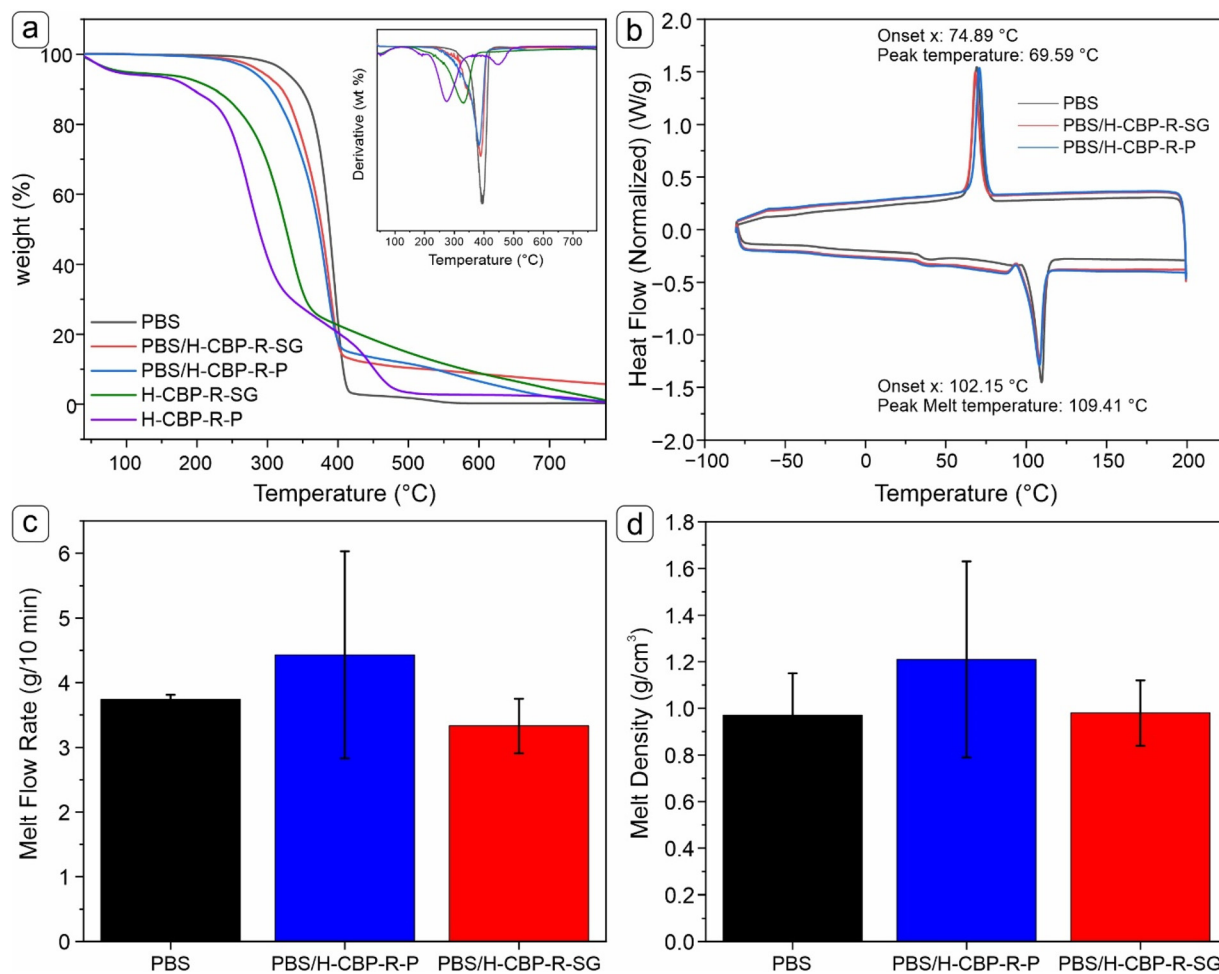 a
100
80
60
40
20
0
weight (%)
100 200 300 400 500 600 700
Temperature (°C)
PBS
PBS/H-CBP-R-SG
PBS/H-CBP-R-P
H-CBP-R-SG
H-CBP-R-P
Derivative (wt %)
100 200 300 400 500 600 700
Temperature (°C)
b
Onset x: 74.89 °C
Peak temperature: 69.59 °C
PBS
PBS/H-CBP-R-SG
PBS/H-CBP-R-P
2.0
1.5
1.0
0.5
0.0
−0.5
−1.0
−1.5
−2.0
Heat Flow (Normalized) (W/g)
Onset x: 102.15 °C
Peak Melt temperature: 109.41 °C
−100 −50 0 50 100 150 200
Temperature (°C)
c
6
5
4
3
2
1
0
Melt Flow Rate (g/10 min)
PBS PBS/H-CBP-R-P PBS/H-CBP-R-SG
d
1.8
1.6
1.4
1.2
1.0
0.8
0.6
0.4
0.2
0.0
Melt Density (g/cm³)
PBS PBS/H-CBP-R-P PBS/H-CBP-R-SG